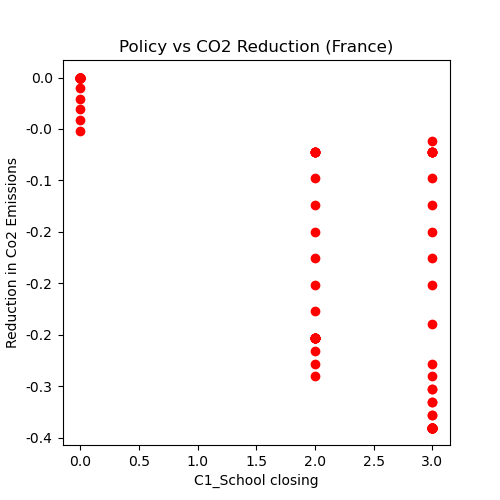 Policy vs CO2 Reduction (France)
0.0
-0.0
-0.1
-0.2
-0.2
-0.2
-0.3
-0.4
Reduction in Co2 Emissions
0.0 0.5 1.0 1.5 2.0 2.5 3.0
C1_School closing